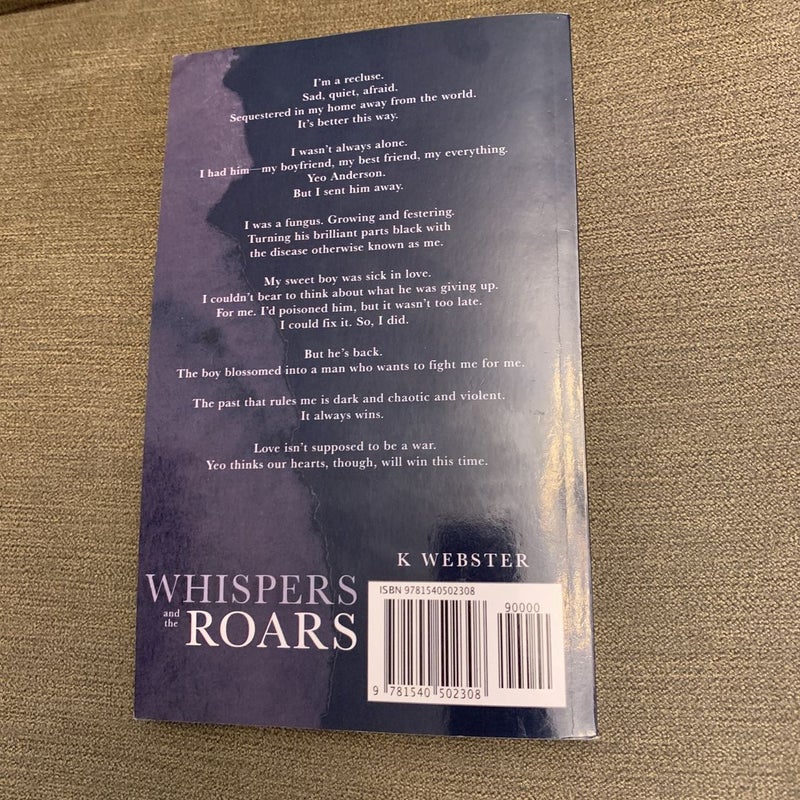 I'm a recluse.
Sad, quiet, afraid.
Sequestered in my home away from the world.
It's better this way.
I wasn't always alone.
I had him—my boyfriend, my best friend, my everything.
Yeo Anderson.
But I sent him away.
I was a fungus. Growing and festering.
Turning his brilliant parts black with
the disease otherwise known as me.
My sweet boy was sick in love.
I couldn't bear to think about what he was giving up.
For me. I'd poisoned him, but it wasn't too late.
I could fix it. So, I did.
But he's back.
The boy blossomed into a man who wants to fight me for me.
The past that rules me is dark and chaotic and violent.
It always wins.
Love isn't supposed to be a war.
Yeo thinks our hearts, though, will win this time.
K WEBSTER
WHISPERS
and the
ROARS
ISBN 9781540502308
90000
9 781540 502308